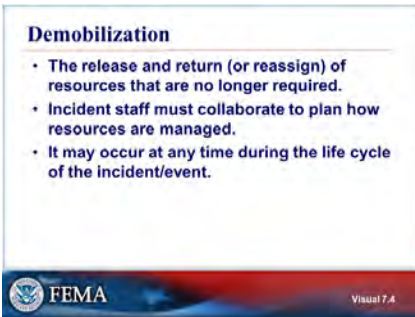 Demobilization
• The release and return (or reassign) of
resources that are no longer required.
• Incident staff must collaborate to plan how
resources are managed.
• It may occur at any time during the life cycle
of the incident/event.
FEMA
Visual 7.4